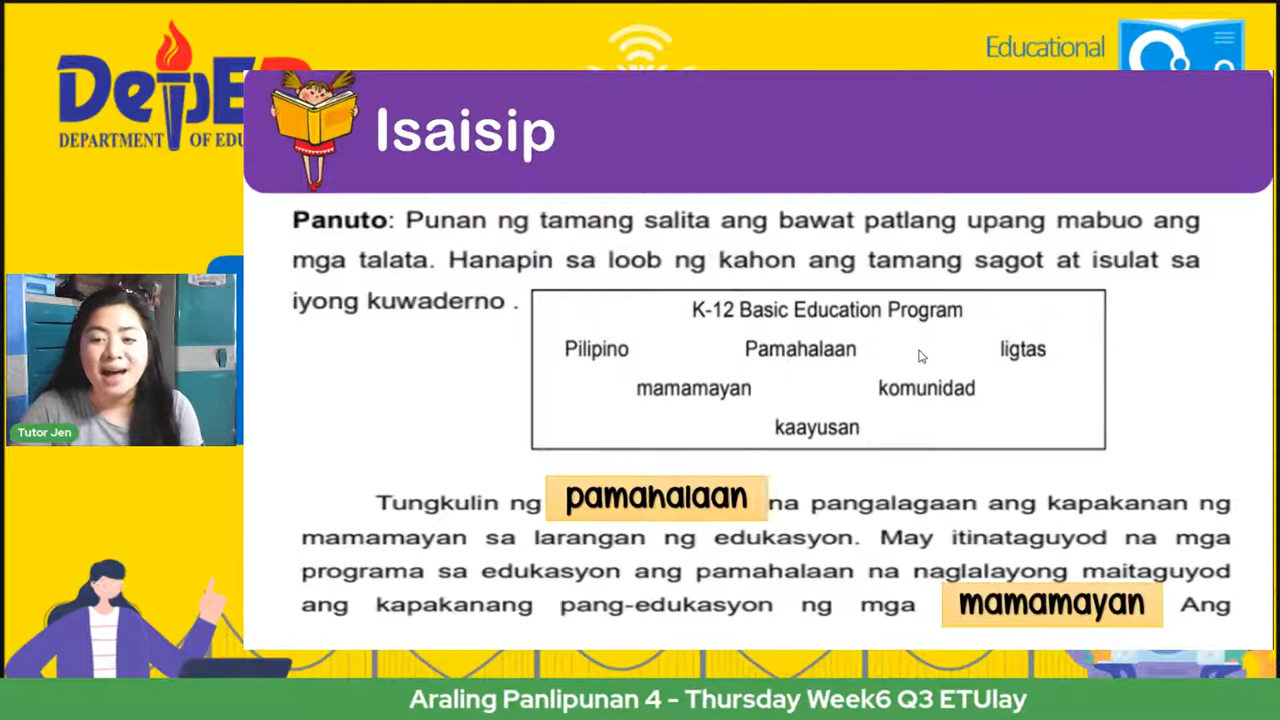 DepED
DEPARTMENT OF EDU
Educational
Isaisip
Panuto: Punan ng tamang salita ang bawat patlang upang mabuo ang
mga talata. Hanapin sa loob ng kahon ang tamang sagot at isulat sa
iyong kuwaderno .
K-12 Basic Education Program
Pilipino Pamahalaan ligtas
mamamayan komunidad
kaayusan
Tutor Jen
Tungkulin ng pamahalaan na pangalagaan ang kapakanan ng
mamamayan sa larangan ng edukasyon. May itinataguyod na mga
programa sa edukasyon ang pamahalaan na naglalayong maitaguyod
ang kapakanang pang-edukasyon ng mga mamamayan Ang
Araling Panlipunan 4 - Thursday Week6 Q3 ETUlay